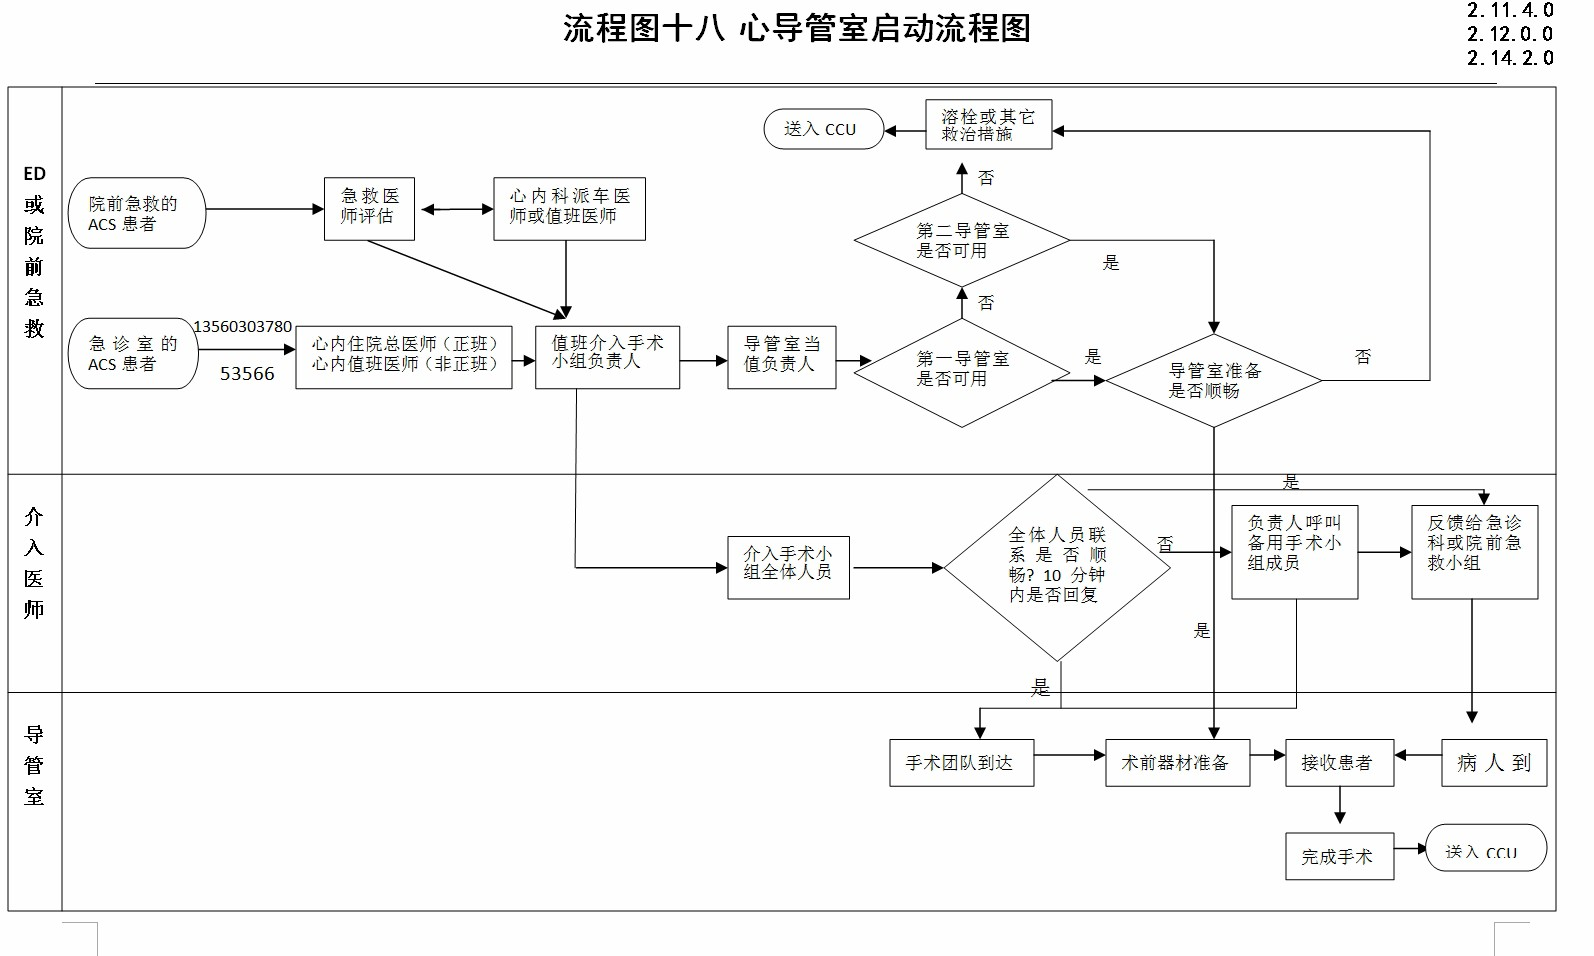 流程图十八 心导管室启动流程图
2.11.4.0
2.12.0.0
2.14.2.0
ED
或
院
前
急
救
送入 CCU
溶栓或其它
救治措施
院前急救的
ACS 患者
急救医
师评估
心内科派车医
师或值班医师
否
第二导管室
是否可用
是
否
急诊室的
ACS 患者
13560303780
53566
心内住院总医师（正班）
心内值班医师（非正班）
值班介入手术
小组负责人
导管室当
值负责人
第一导管室
是否可用
是
导管室准备
是否顺畅
否
介
入
医
师
介入手术小
组全体人员
全体人员联
系是否顺
畅？10 分钟
内是否回复
是
否
负责人呼叫
备用手术小
组成员
反馈给急诊
科或院前急
救小组
是
是
导
管
室
手术团队到达
术前器材准备
接收患者
病人到
完成手术
送入 CCU